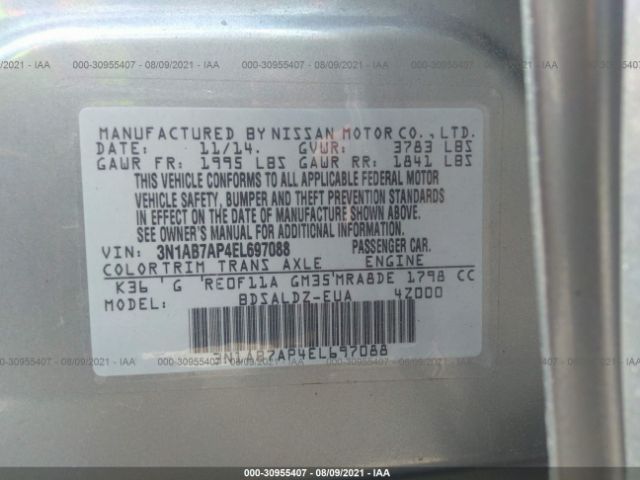 000-30955407 - 08/09/2021 - IAA
MANUFACTURED BY NISSAN MOTOR CO., LTD.
DATE: 11/14. GVWR: 3783 LBS
GAWR FR: 1995 LBS GAWR RR: 1841 LBS
THIS VEHICLE CONFORMS TO ALL APPLICABLE FEDERAL MOTOR
VEHICLE SAFETY, BUMPER AND THEFT PREVENTION STANDARDS
IN EFFECT ON THE DATE OF MANUFACTURE SHOWN ABOVE.
SEE OWNER'S MANUAL FOR ADDITIONAL INFORMATION.
VIN: 3N1AB7AP4EL697088 PASSENGER CAR.
COLOR TRIM TRANS AXLE ENGINE
K36 ' G 'RE0F11A GM35'MRA8DE 1798 CC
MODEL: BDSALDZ-EUA 4Z000
3N1AB7AP4EL697088
000-30955407 - 08/09/2021 - IAA